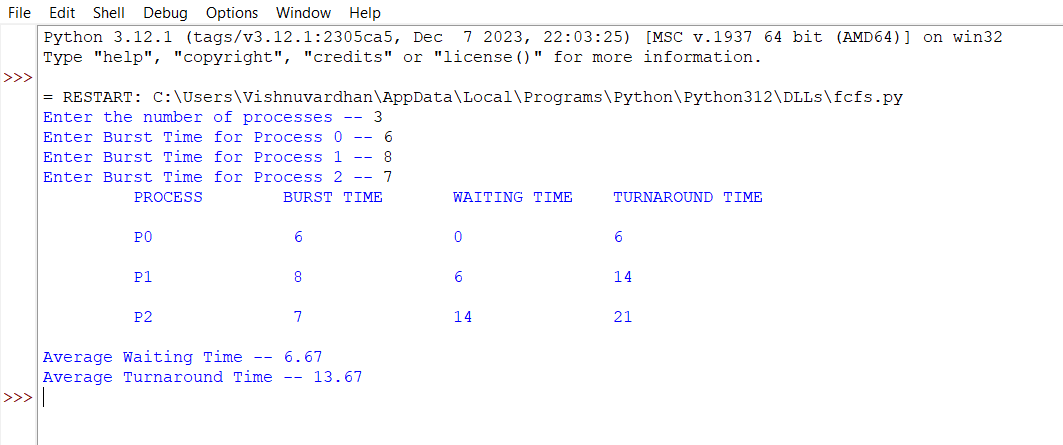 File Edit Shell Debug Options Window Help
Python 3.12.1 (tags/v3.12.1:2305ca5, Dec  7 2023, 22:03:25) [MSC v.1937 64 bit (AMD64)] on win32
Type "help", "copyright", "credits" or "license()" for more information.
>>>
= RESTART: C:\Users\Vishnuvardhan\AppData\Local\Programs\Python\Python312\DLLs\fcfs.py
Enter the number of processes -- 3
Enter Burst Time for Process 0 -- 6
Enter Burst Time for Process 1 -- 8
Enter Burst Time for Process 2 -- 7
PROCESS BURST TIME WAITING TIME TURNAROUND TIME
P0 6 0 6
P1 8 6 14
P2 7 14 21
Average Waiting Time -- 6.67
Average Turnaround Time -- 13.67
>>>